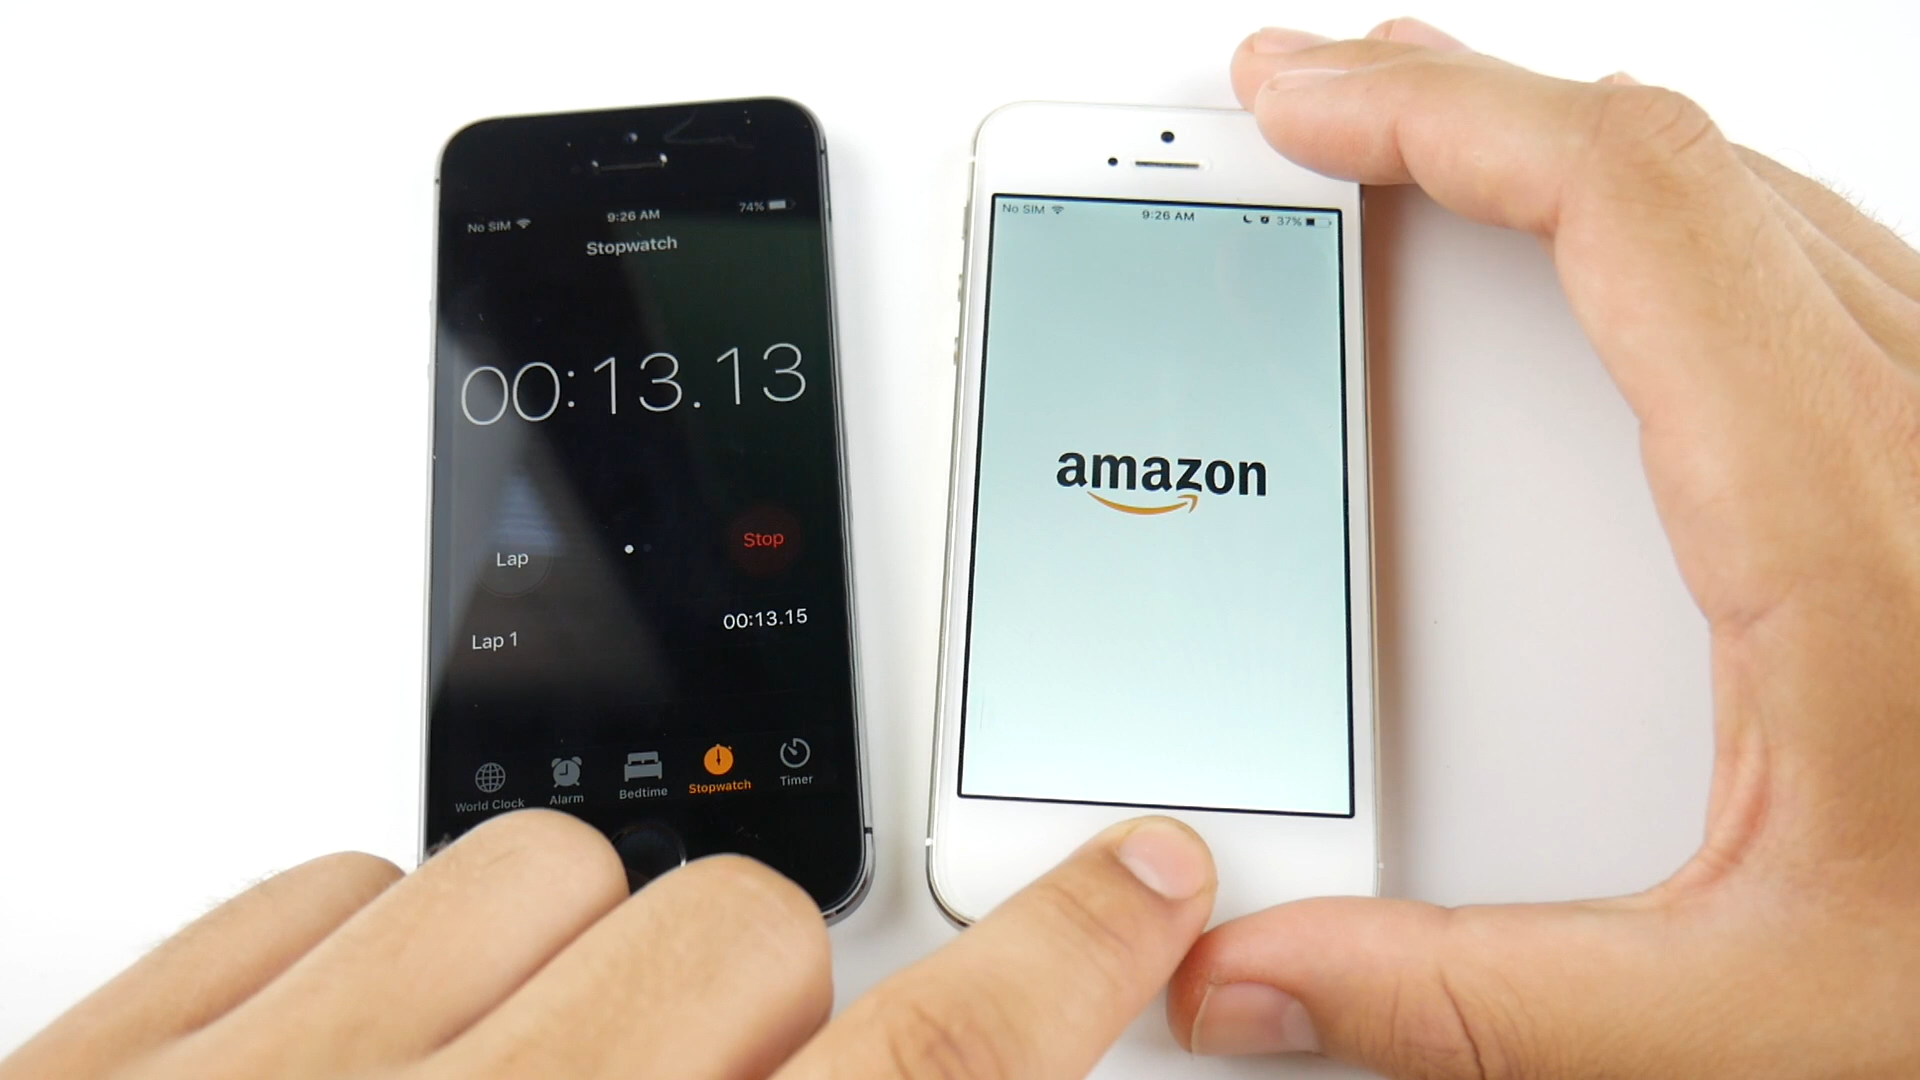 No SIM 9:26 AM 74%
Stopwatch
00:13.13
Lap Stop
Lap 1 00:13.15
World Clock Alarm Bedtime Stopwatch Timer
No SIM 9:26 AM 37%
amazon